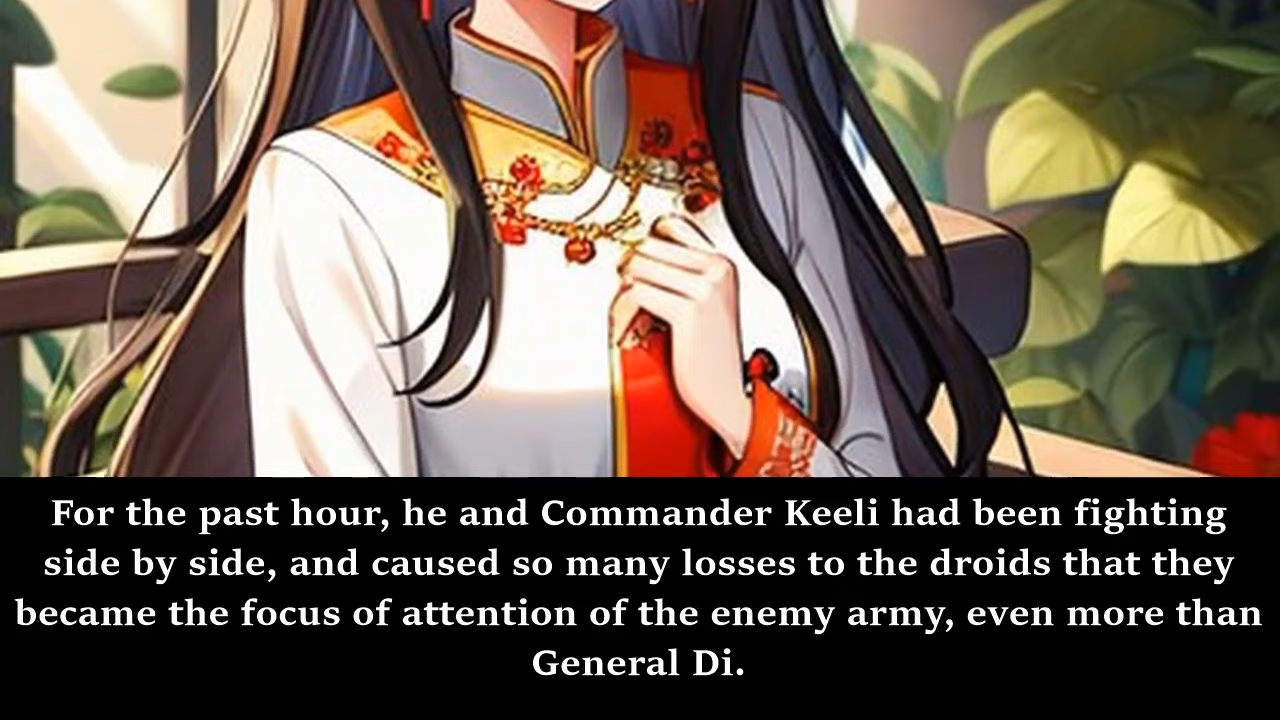 For the past hour, he and Commander Keeli had been fighting
side by side, and caused so many losses to the droids that they
became the focus of attention of the enemy army, even more than
General Di.